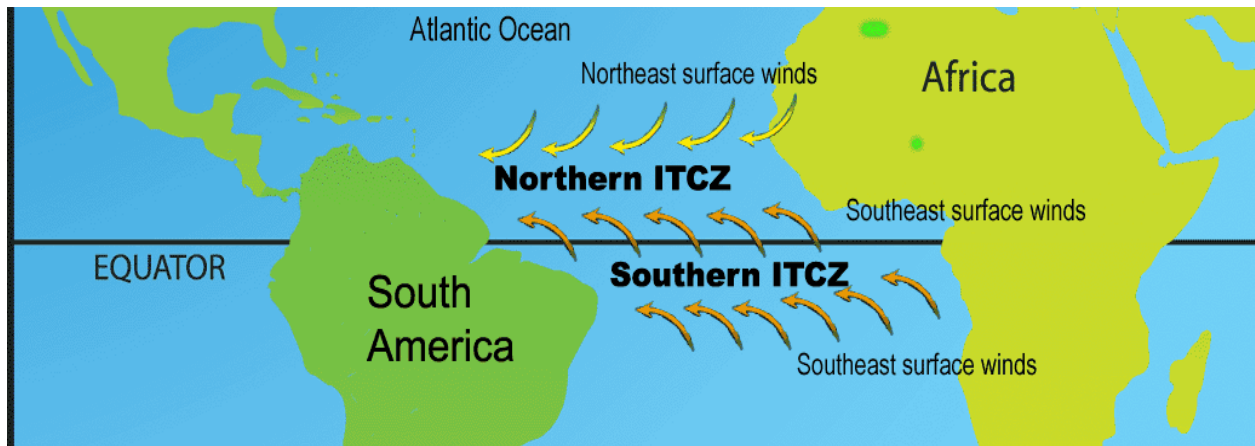 Atlantic Ocean
Northeast surface winds
Africa
Northern ITCZ
Southeast surface winds
EQUATOR
Southern ITCZ
South
America
Southeast surface winds